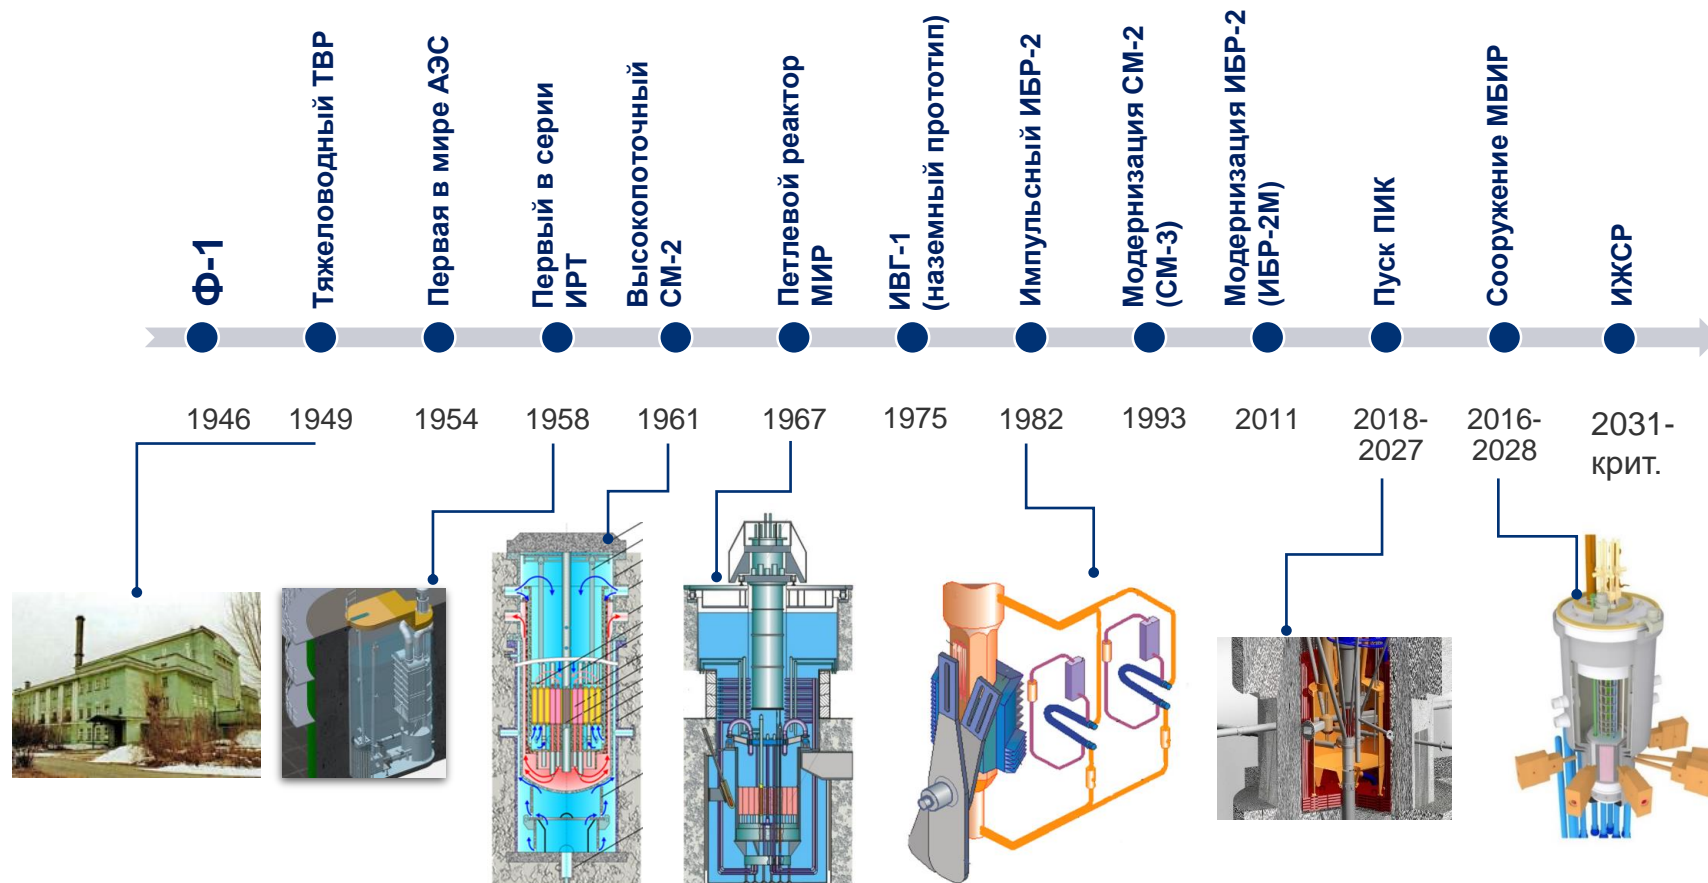 Ф-1
Тяжеловодный ТВР
Первая в мире АЭС
Первый в серии
ИРТ
Высокопоточный
СМ-2
Петлевой реактор
МИР
ИВГ-1
(наземный прототип)
Импульсный ИБР-2
Модернизация СМ-2
(СМ-3)
Модернизация ИБР-2
(ИБР-2М)
Пуск ПИК
Сооружение МБИР
ИЖСР
1946
1949
1954
1958
1961
1967
1975
1982
1993
2011
2018-
2027
2016-
2028
2031-
крит.